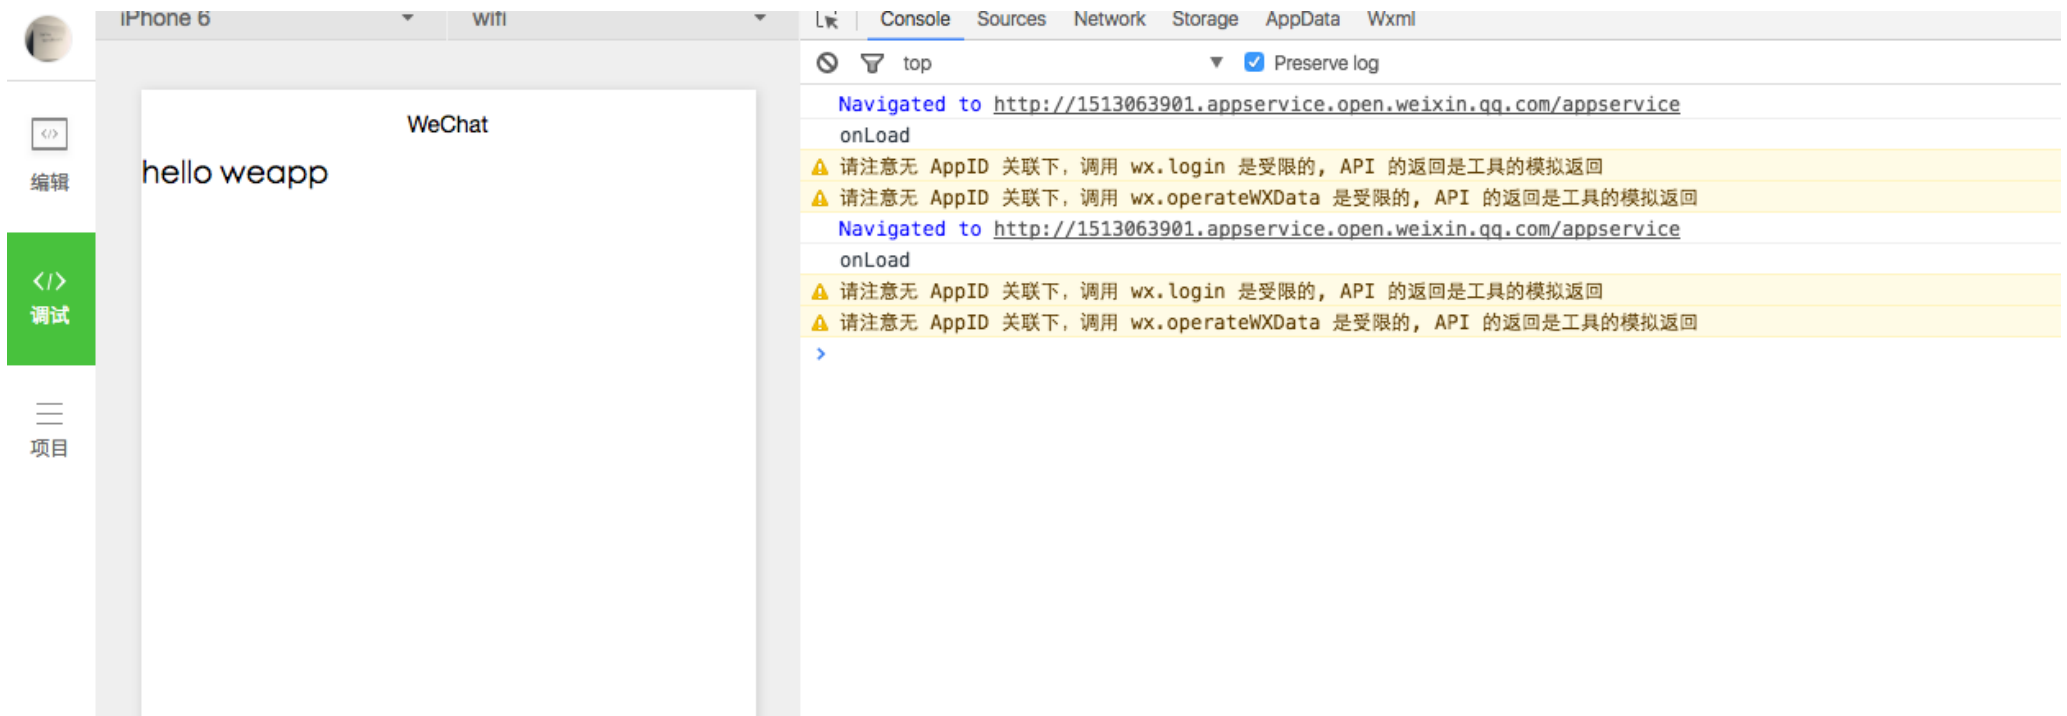 iPhone 6
wifi
Console Sources Network Storage AppData Wxml
top
Preserve log
编辑
调试
项目
WeChat
hello weapp
Navigated to http://1513063901.appservice.open.weixin.qq.com/appservice
onLoad
请注意无 AppID 关联下，调用 wx.login 是受限的, API 的返回是工具的模拟返回
请注意无 AppID 关联下，调用 wx.operateWXData 是受限的, API 的返回是工具的模拟返回
Navigated to http://1513063901.appservice.open.weixin.qq.com/appservice
onLoad
请注意无 AppID 关联下，调用 wx.login 是受限的, API 的返回是工具的模拟返回
请注意无 AppID 关联下，调用 wx.operateWXData 是受限的, API 的返回是工具的模拟返回